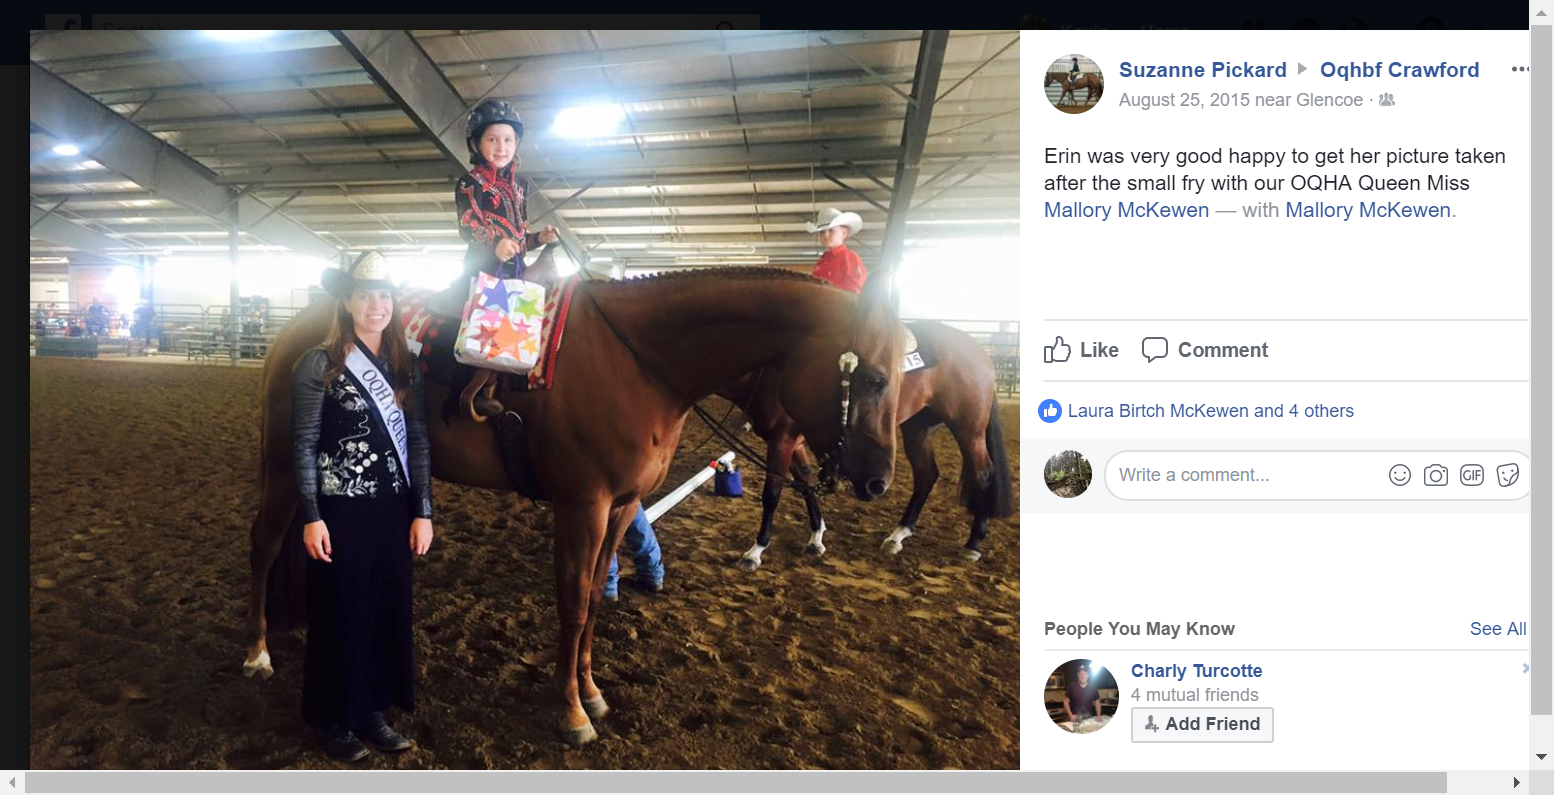 Search
Suzanne Pickard Oqhbf Crawford
August 25, 2015 near Glencoe ·
Erin was very good happy to get her picture taken
after the small fry with our OQHA Queen Miss
Mallory McKewen — with Mallory McKewen.
Like Comment
Laura Birtch McKewen and 4 others
Write a comment...
GIF
People You May Know
See All
Charly Turcotte
4 mutual friends
Add Friend
OQHA QUEEN
15